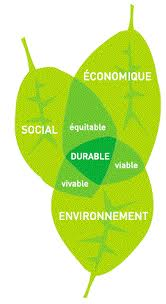 ÉCONOMIQUE
SOCIAL
équitable
DURABLE
viable
vivable
ENVIRONNEMENT